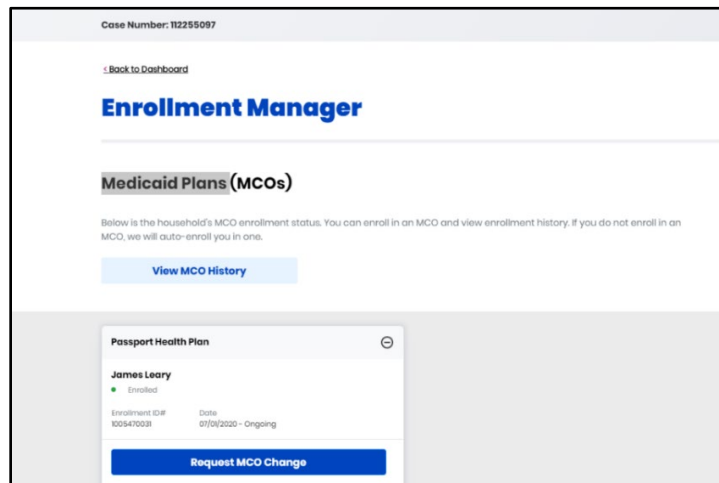 Case Number: 112255097
< Back to Dashboard
Enrollment Manager
Medicaid Plans (MCOs)
Below is the household's MCO enrollment status. You can enroll in an MCO and view enrollment history. If you do not enroll in an
MCO, we will auto-enroll you in one.
View MCO History
Passport Health Plan
James Leary
Enrolled
Enrollment ID# Date
1005470031 07/01/2020 - Ongoing
Request MCO Change